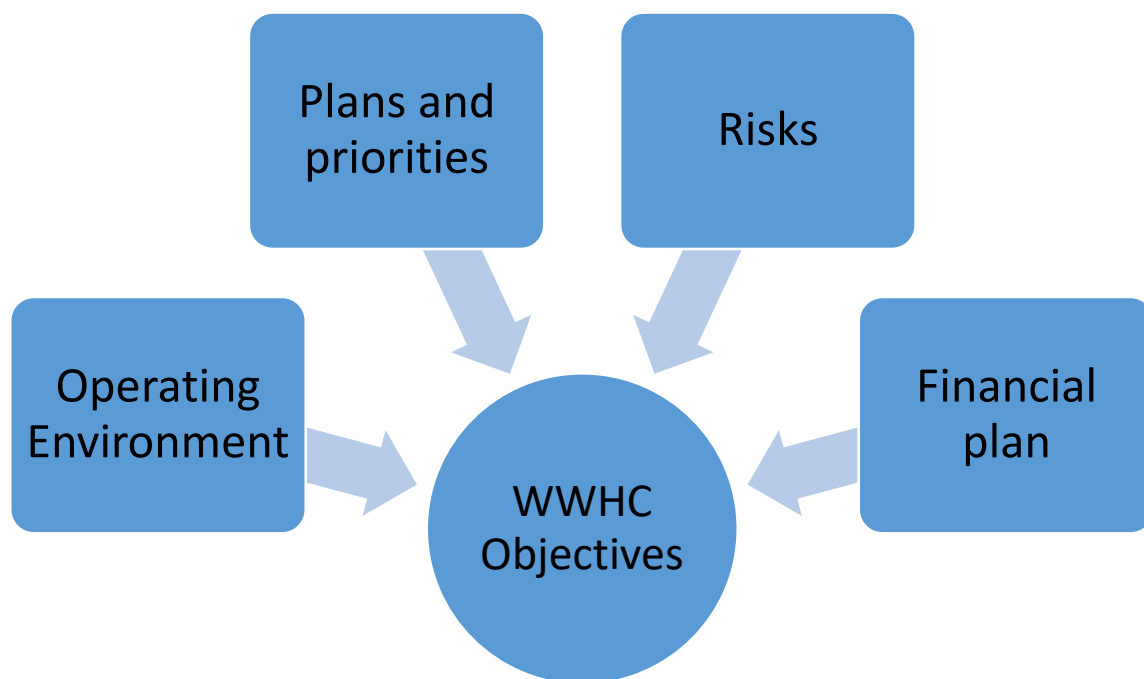 Plans and
priorities
Risks
Operating
Environment
Financial
plan
WWHC
Objectives